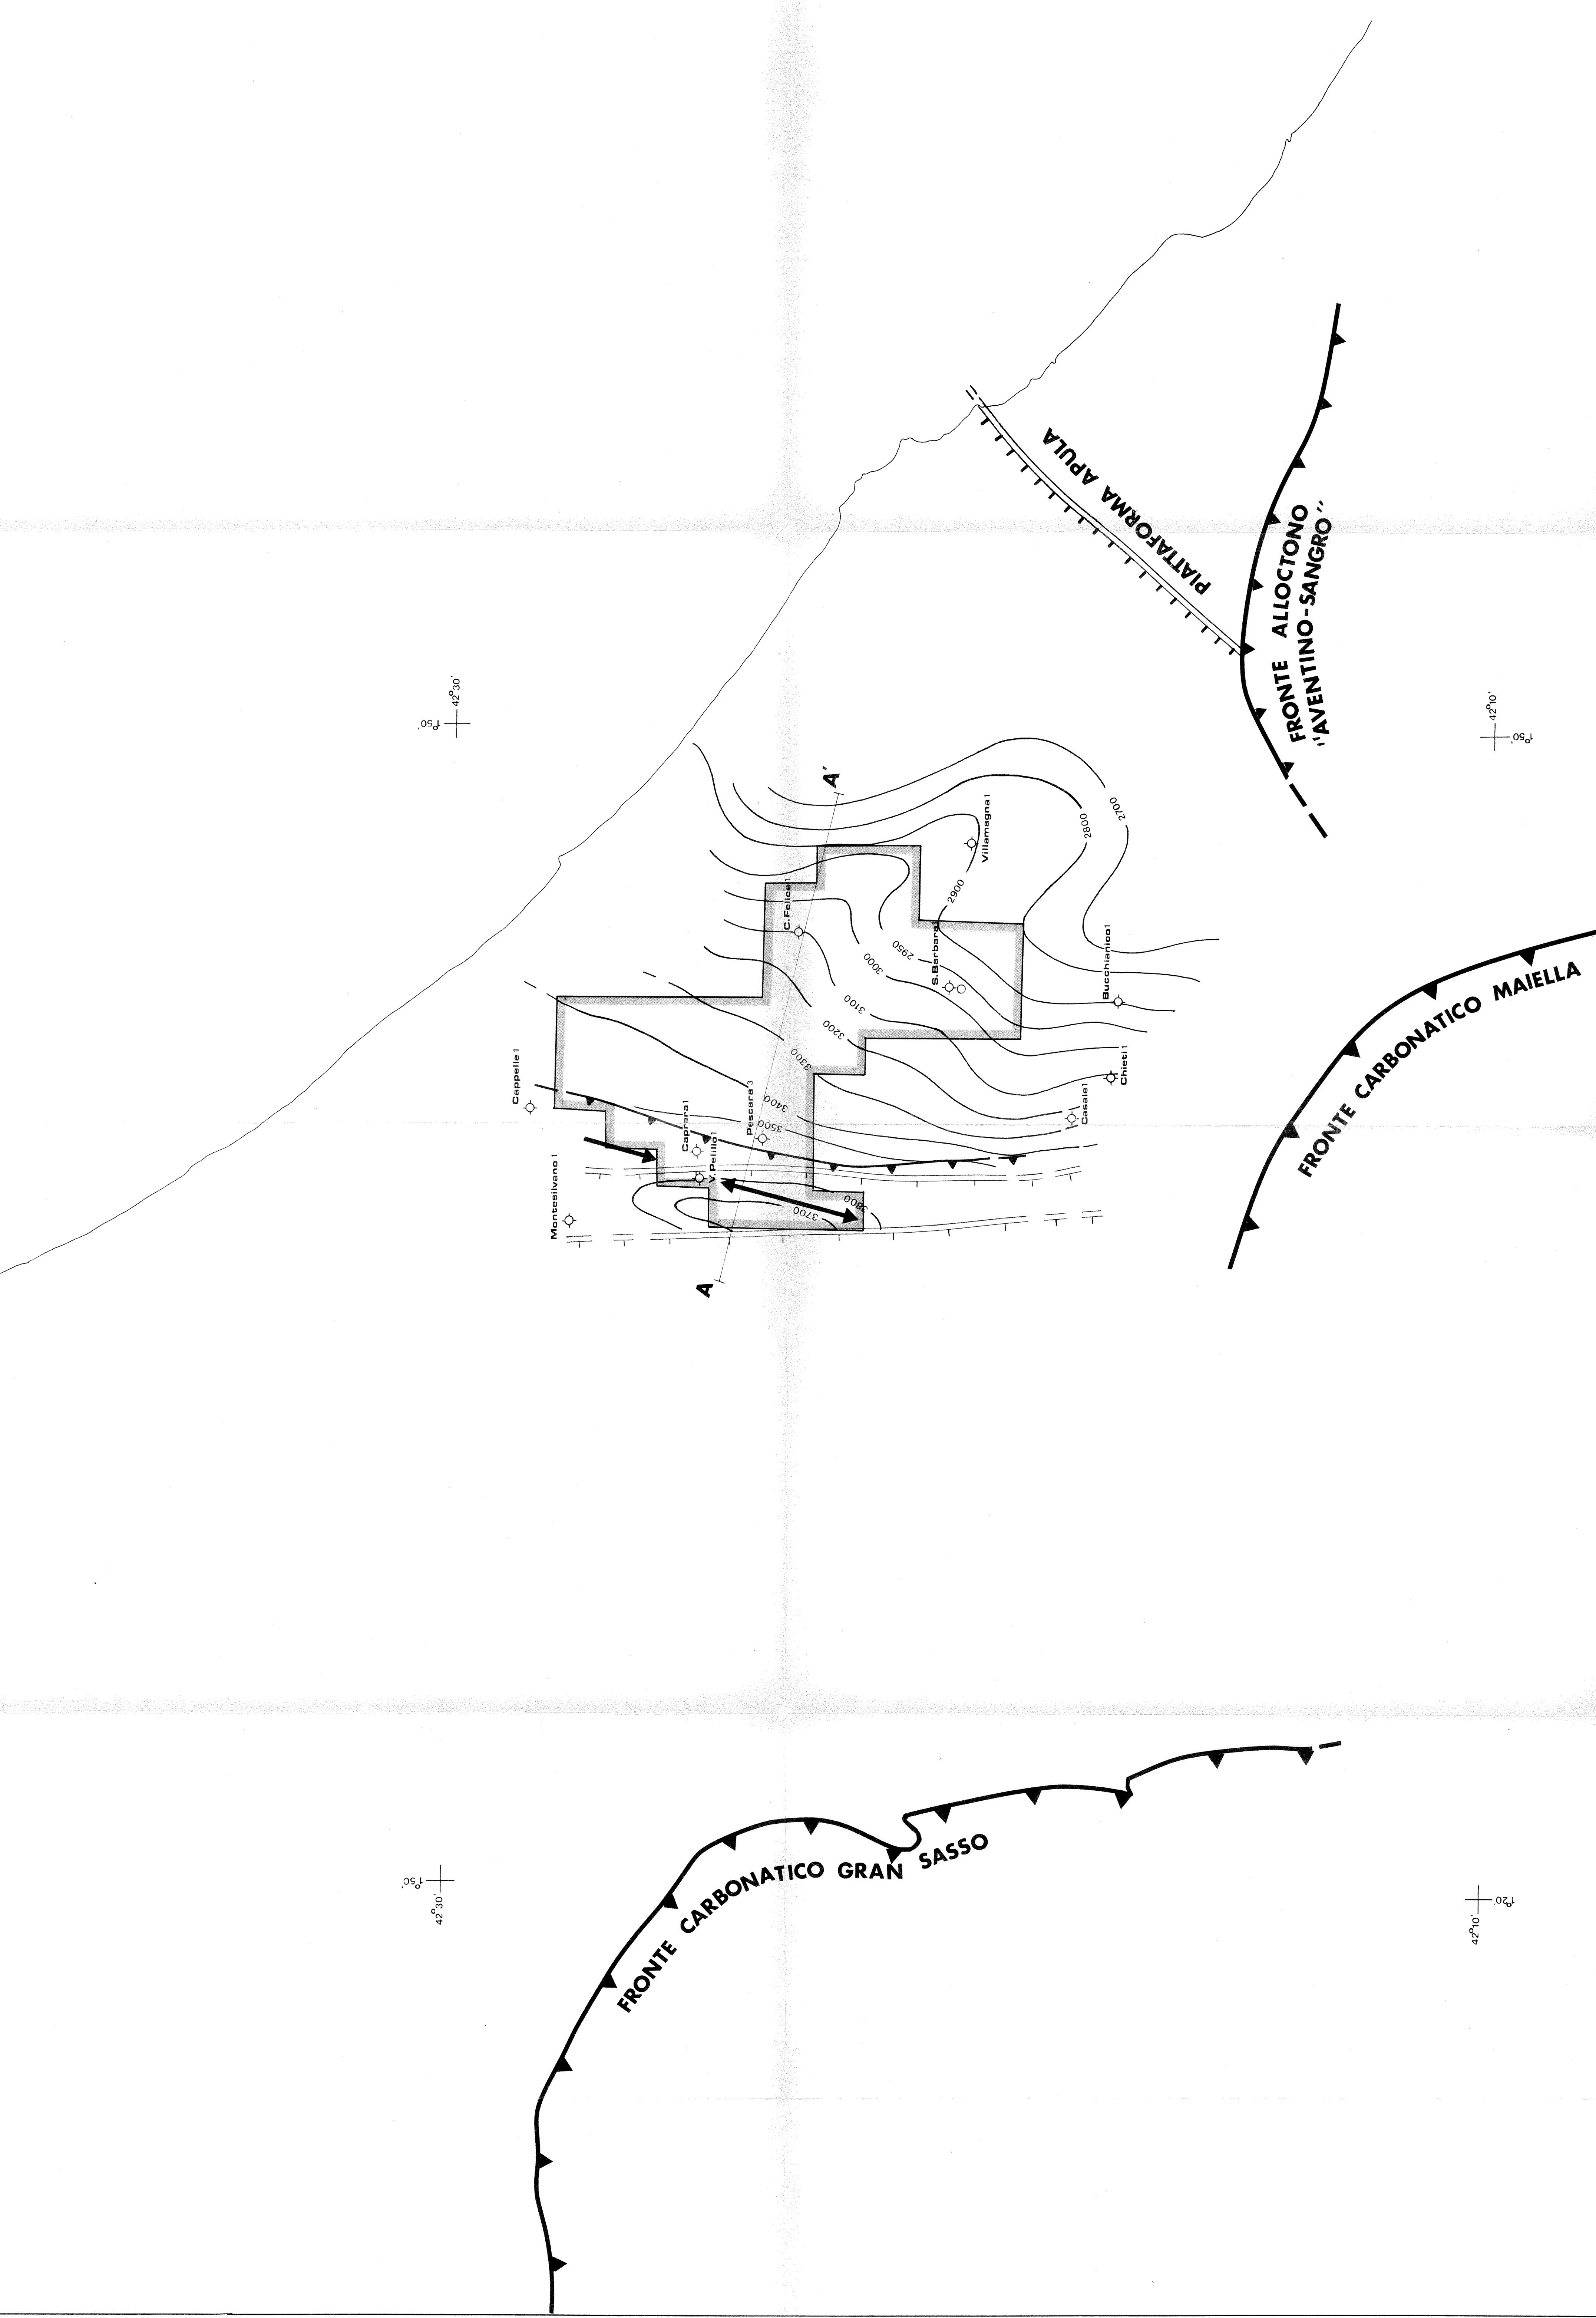 PIATTAFORMA APULA
FRONTE ALLOCTONO
"AVENTINO-SANGRO"
42°30'
1°50'
42°10'
1°50'
A'
Villamagna 1
2700
2800
2900
C.Felice 1
S.Barbara 1
2950
3000
Bucchianico 1
FRONTE CARBONATICO MAIELLA
3100
3200
3300
Cappelle 1
Pescara 3
3400
Caprara 1
3500
Chieti 1
Casale 1
V.Pelillo 1
Montesilvano 1
3700
3800
A
FRONTE CARBONATICO GRAN SASSO
1°50'
42°30'
1°20'
42°10'